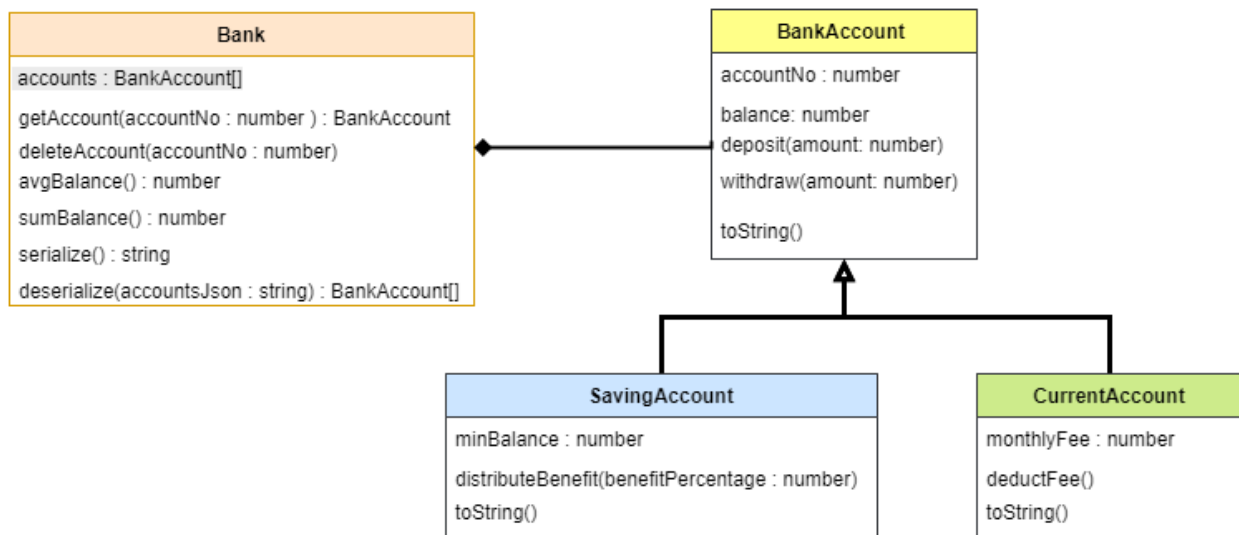 Bank
accounts : BankAccount[]
getAccount(accountNo : number ) : BankAccount
deleteAccount(accountNo : number)
avgBalance() : number
sumBalance() : number
serialize() : string
deserialize(accountsJson : string) : BankAccount[]
BankAccount
accountNo : number
balance: number
deposit(amount: number)
withdraw(amount: number)
toString()
SavingAccount
minBalance : number
distributeBenefit(benefitPercentage : number)
toString()
CurrentAccount
monthlyFee : number
deductFee()
toString()